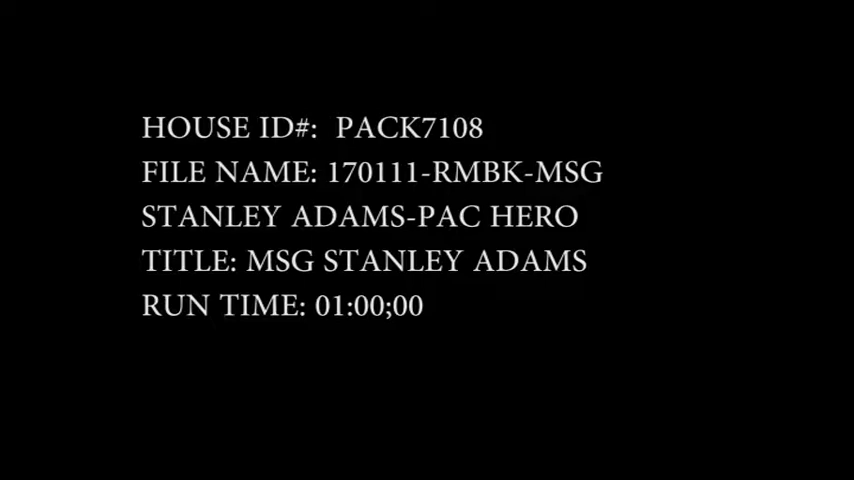 HOUSE ID#:  PACK7108
FILE NAME: 170111-RMBK-MSG
STANLEY ADAMS-PAC HERO
TITLE: MSG STANLEY ADAMS
RUN TIME: 01:00;00